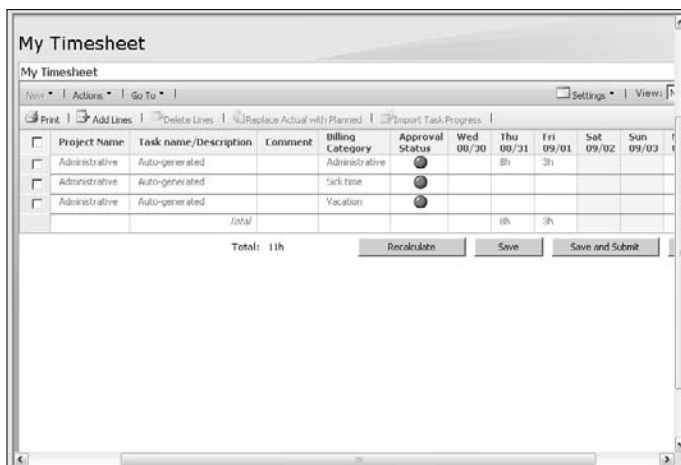 My Timesheet
My Timesheet
New Actions Go To Settings View:
Print Add Lines Delete Lines Replace Actual with Planned Import Task Progress
Project Name Task name/Description Comment Billing Category Approval Status Wed 08/30 Thu 08/31 Fri 09/01 Sat 09/02 Sun 09/03
Administrative Auto-generated Administrative 8h 3h
Administrative Auto-generated Sick time
Administrative Auto-generated Vacation
Total 8h 3h
Total: 11h Recalculate Save Save and Submit